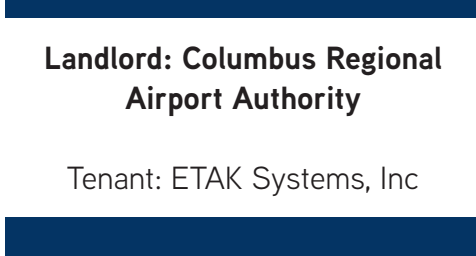 Landlord: Columbus Regional
Airport Authority
Tenant: ETAK Systems, Inc